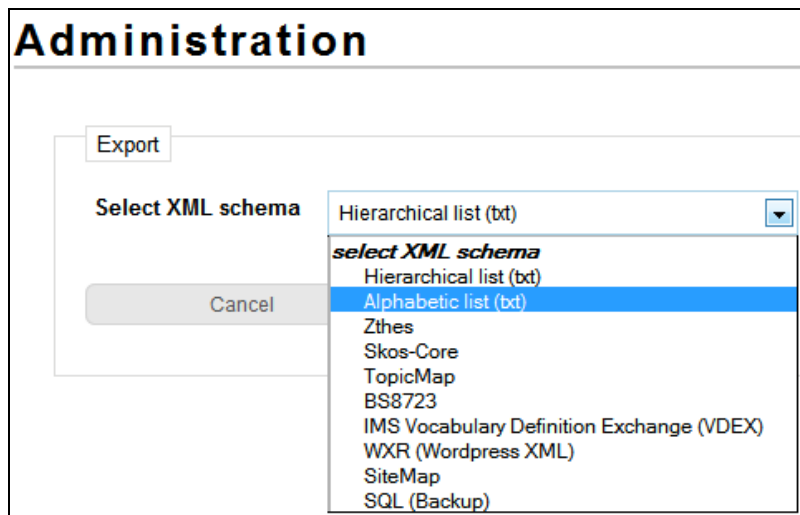 Administration
Export
Select XML schema
Hierarchical list (txt)
select XML schema
Hierarchical list (txt)
Alphabetic list (txt)
Cancel
Zthes
Skos-Core
TopicMap
BS8723
IMS Vocabulary Definition Exchange (VDEX)
WXR (Wordpress XML)
SiteMap
SQL (Backup)